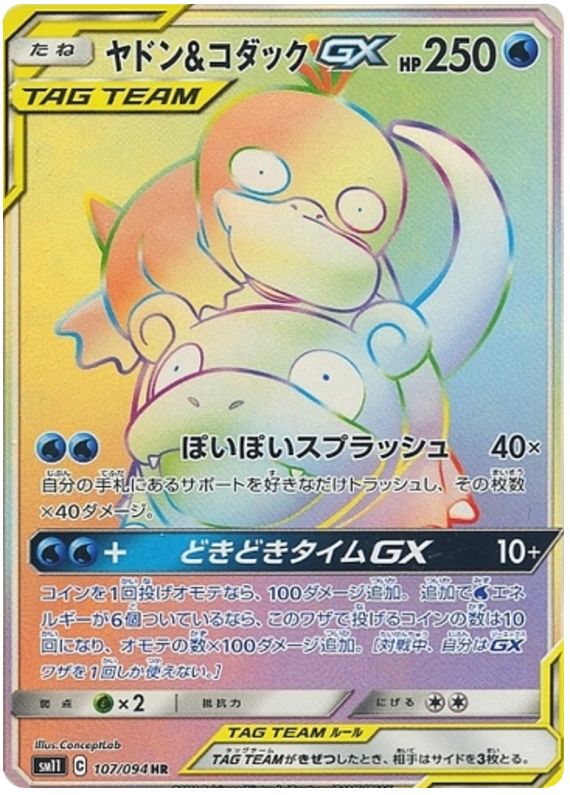 たね ヤドン&コダックGX HP 250
TAG TEAM
ぽいぽいスプラッシュ 40×
自分の手札にあるサポートを好きなだけトラッシュし、その枚数
×40ダメージ。
+ どきどきタイムGX 10+
コインを1回投げオモテなら、100ダメージ追加。追加でエネ
ルギーが6個ついているなら、このワザで投げるコインの数は10
回になり、オモテの数×100ダメージ追加。[対戦中、自分はGX
ワザを1回しか使えない。]
弱点 ×2 抵抗力 にげる
TAG TEAM ルール
illus.ConceptLab
TAG TEAMがきぜつしたとき、相手はサイドを3枚とる。
sm11 C 107/094 HR